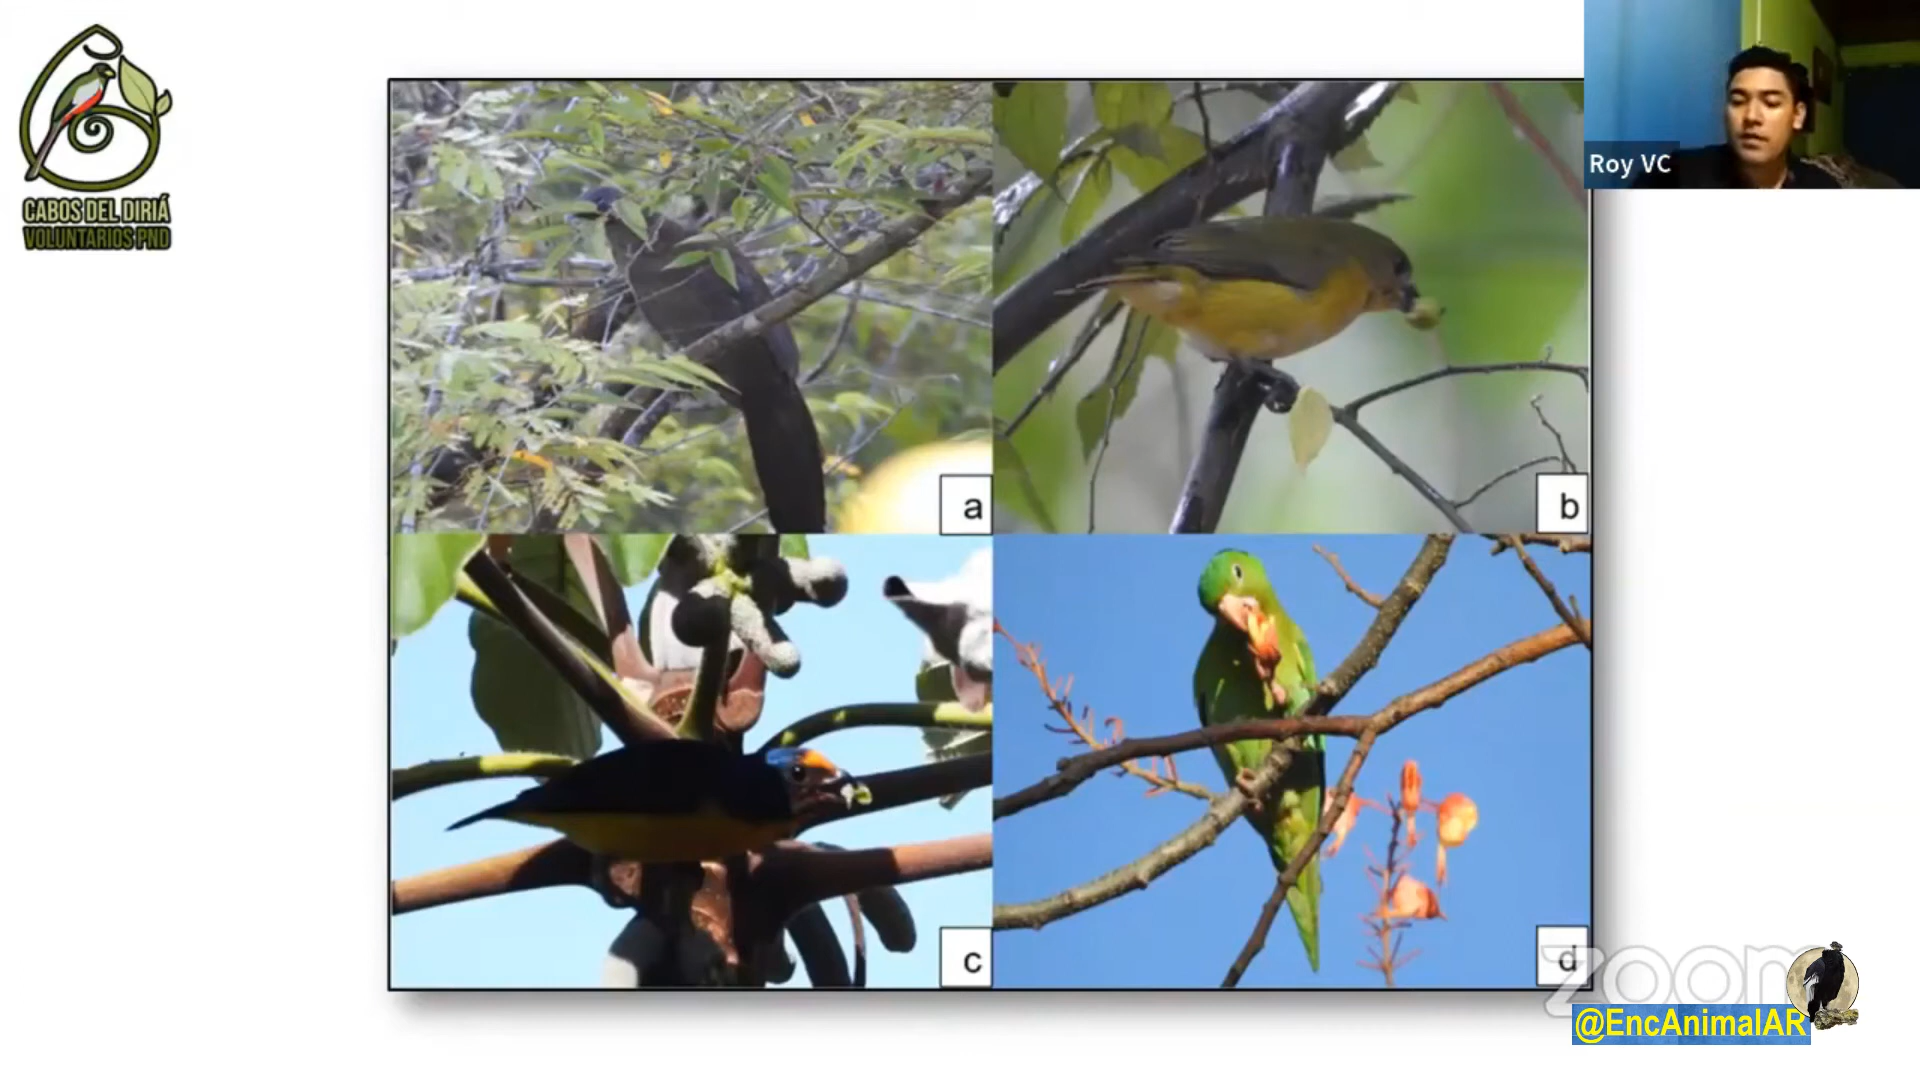 CABOS DEL DIRIÁ
VOLUNTARIOS PND
Roy VC
a
b
c
d
zoom
@EncAnimalAR